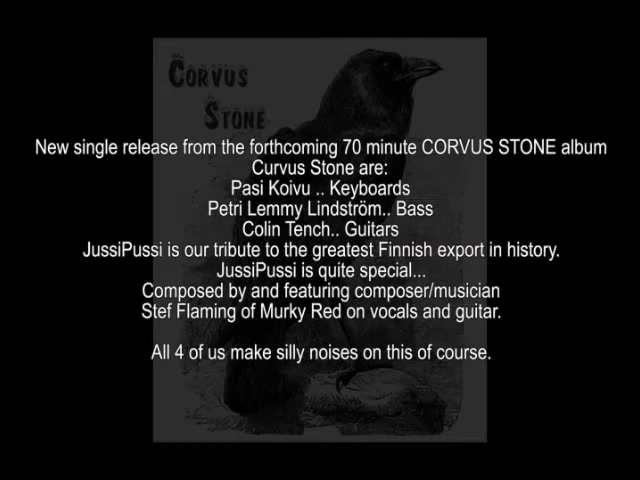 CORVUS
STONE
New single release from the forthcoming 70 minute CORVUS STONE album
Curvus Stone are:
Pasi Koivu .. Keyboards
Petri Lemmy Lindström.. Bass
Colin Tench.. Guitars
JussiPussi is our tribute to the greatest Finnish export in history.
JussiPussi is quite special...
Composed by and featuring composer/musician
Stef Flaming of Murky Red on vocals and guitar.
All 4 of us make silly noises on this of course.